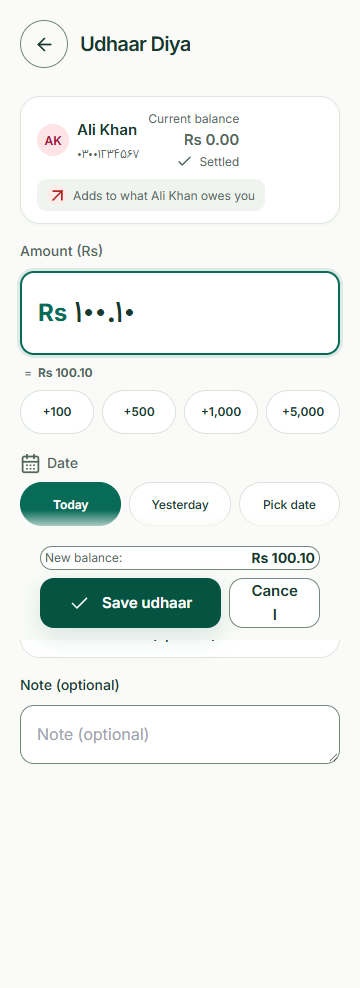 Udhaar Diya
AK
Ali Khan
۰۳۰۰۱۲۳۴۵۶۷
Current balance
Rs 0.00
Settled
Adds to what Ali Khan owes you
Amount (Rs)
Rs ۱۰۰.۱۰
= Rs 100.10
+100
+500
+1,000
+5,000
Date
Today
Yesterday
Pick date
New balance:
Rs 100.10
Save udhaar
Cance
l
Note (optional)
Note (optional)